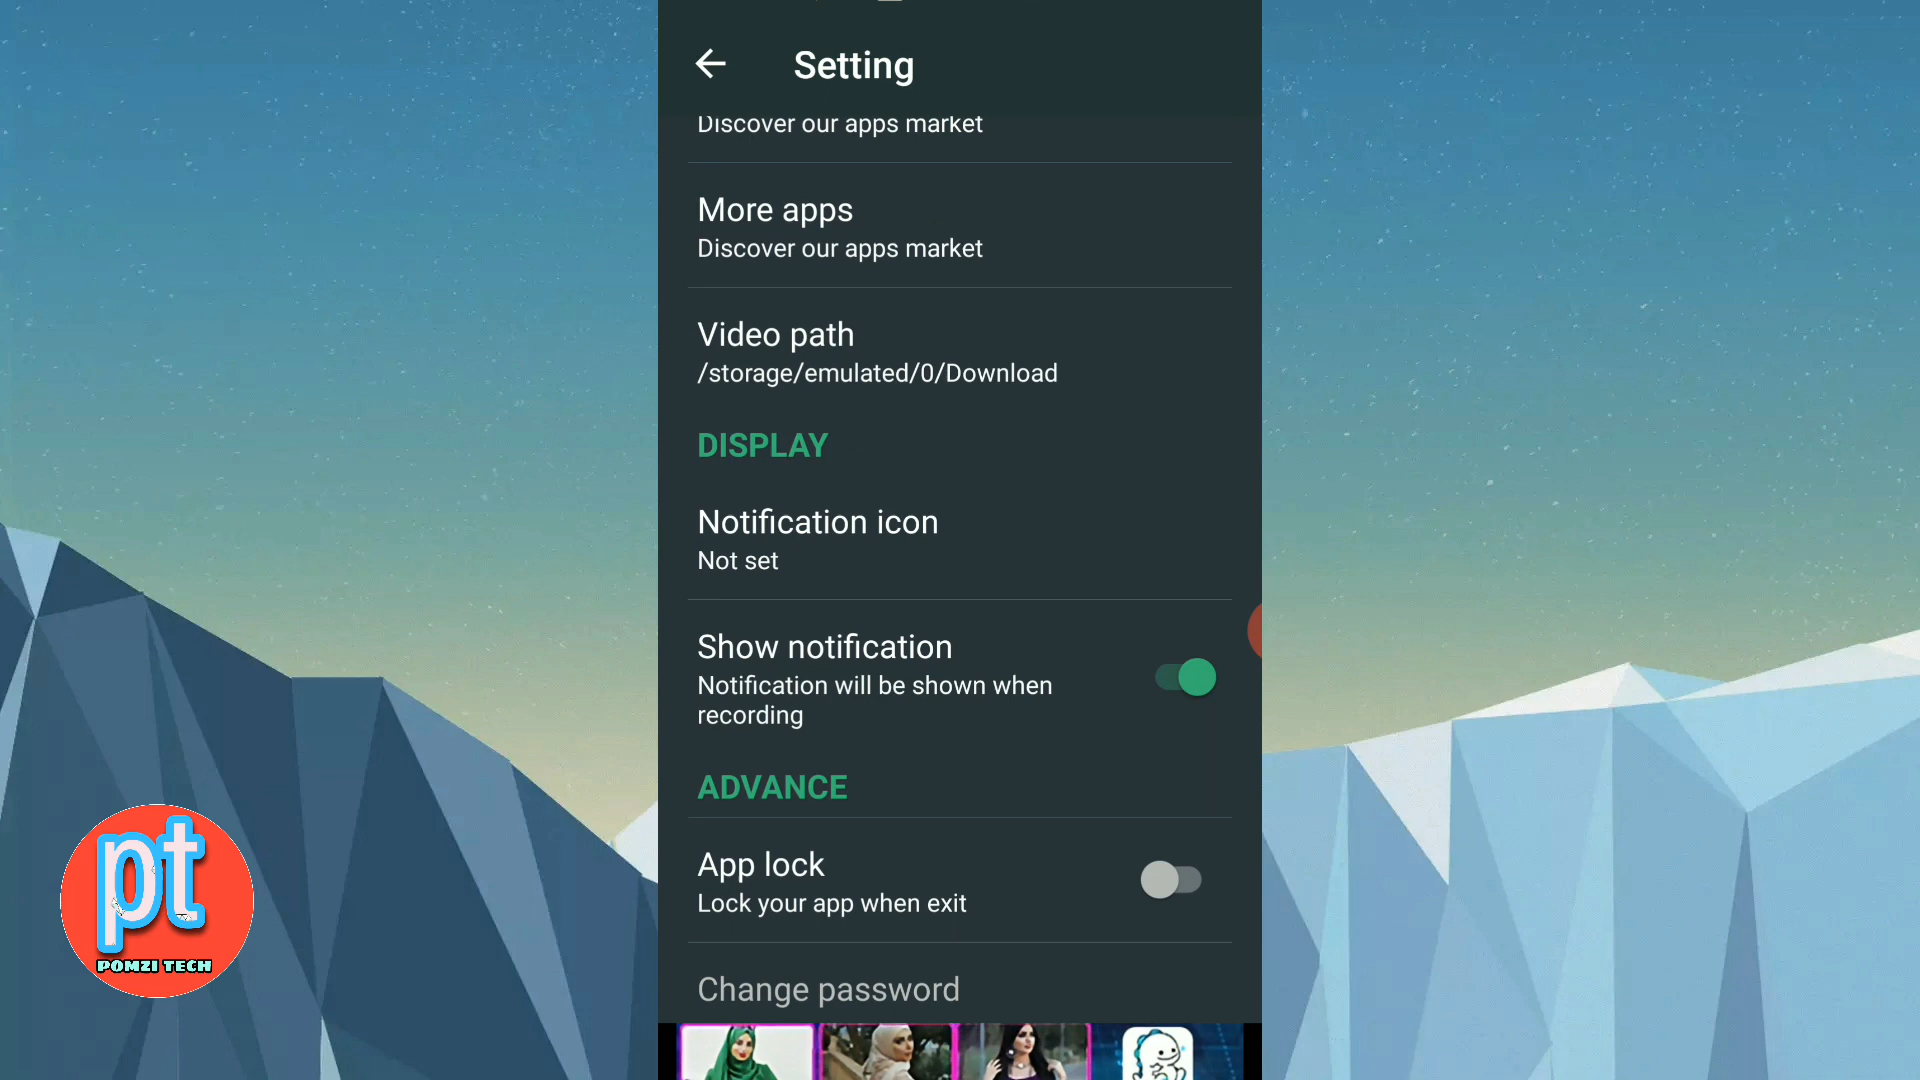 Setting
Discover our apps market
More apps
Discover our apps market
Video path
/storage/emulated/0/Download
DISPLAY
Notification icon
Not set
Show notification
Notification will be shown when
recording
ADVANCE
App lock
Lock your app when exit
Change password
pt
POMZI TECH